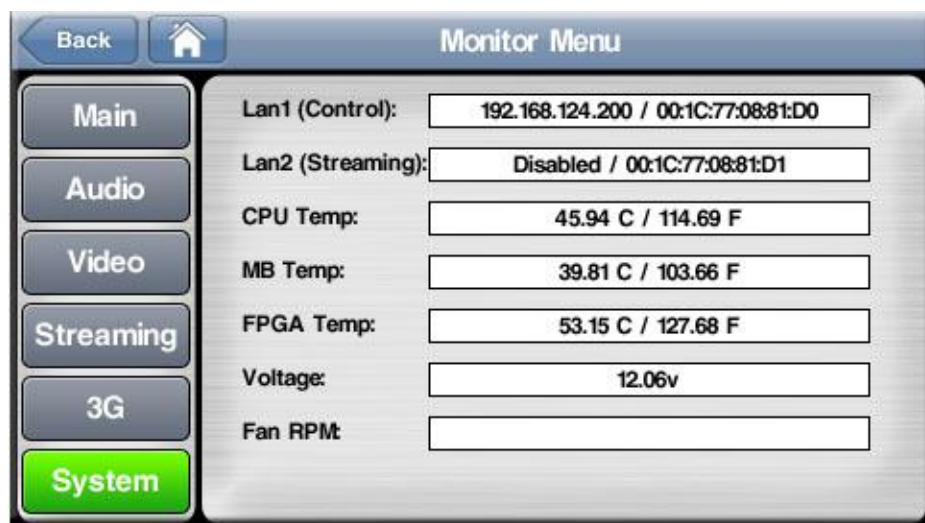 Back
Monitor Menu
Main
Audio
Video
Streaming
3G
System
Lan1 (Control): 192.168.124.200 / 00:1C:77:08:81:D0
Lan2 (Streaming): Disabled / 00:1C:77:08:81:D1
CPU Temp: 45.94 C / 114.69 F
MB Temp: 39.81 C / 103.66 F
FPGA Temp: 53.15 C / 127.68 F
Voltage: 12.06v
Fan RPM: